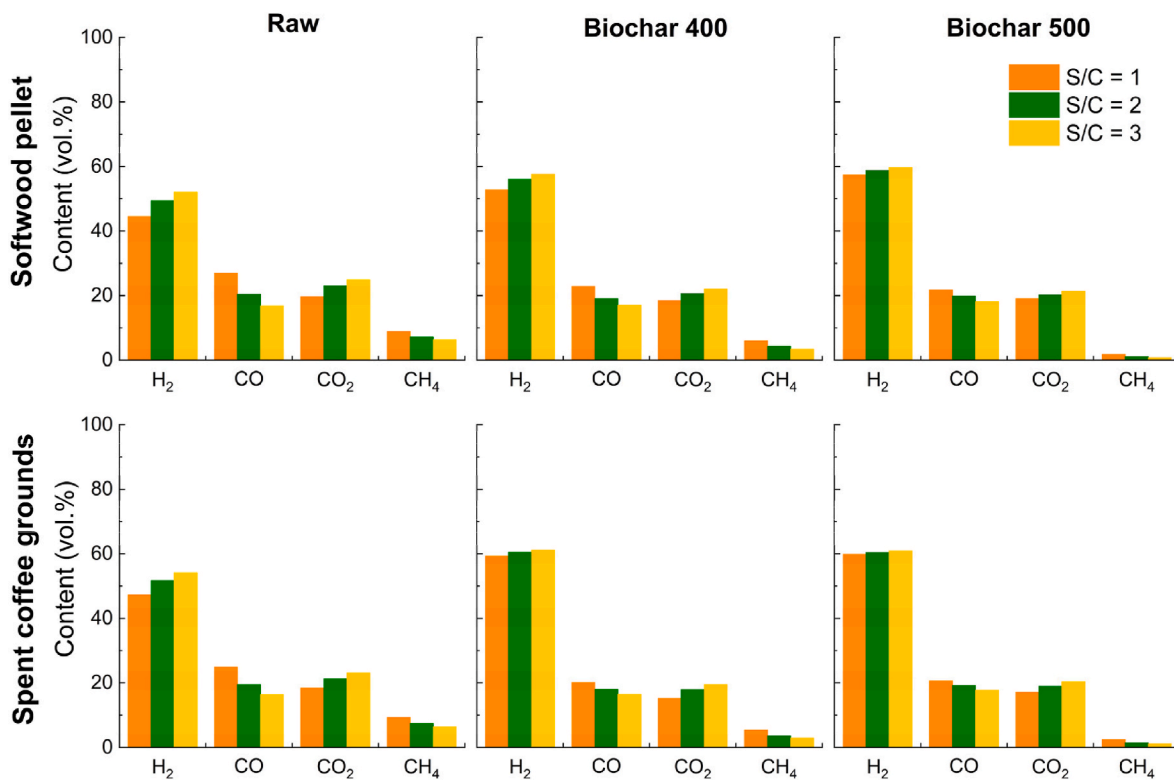 Raw
Biochar 400
Biochar 500
Softwood pellet
Content (vol.%)
100
80
60
40
20
0
S/C = 1
S/C = 2
S/C = 3
H₂ CO CO₂ CH₄
H₂ CO CO₂ CH₄
H₂ CO CO₂ CH₄
Spent coffee grounds
Content (vol.%)
100
80
60
40
20
0
H₂ CO CO₂ CH₄
H₂ CO CO₂ CH₄
H₂ CO CO₂ CH₄